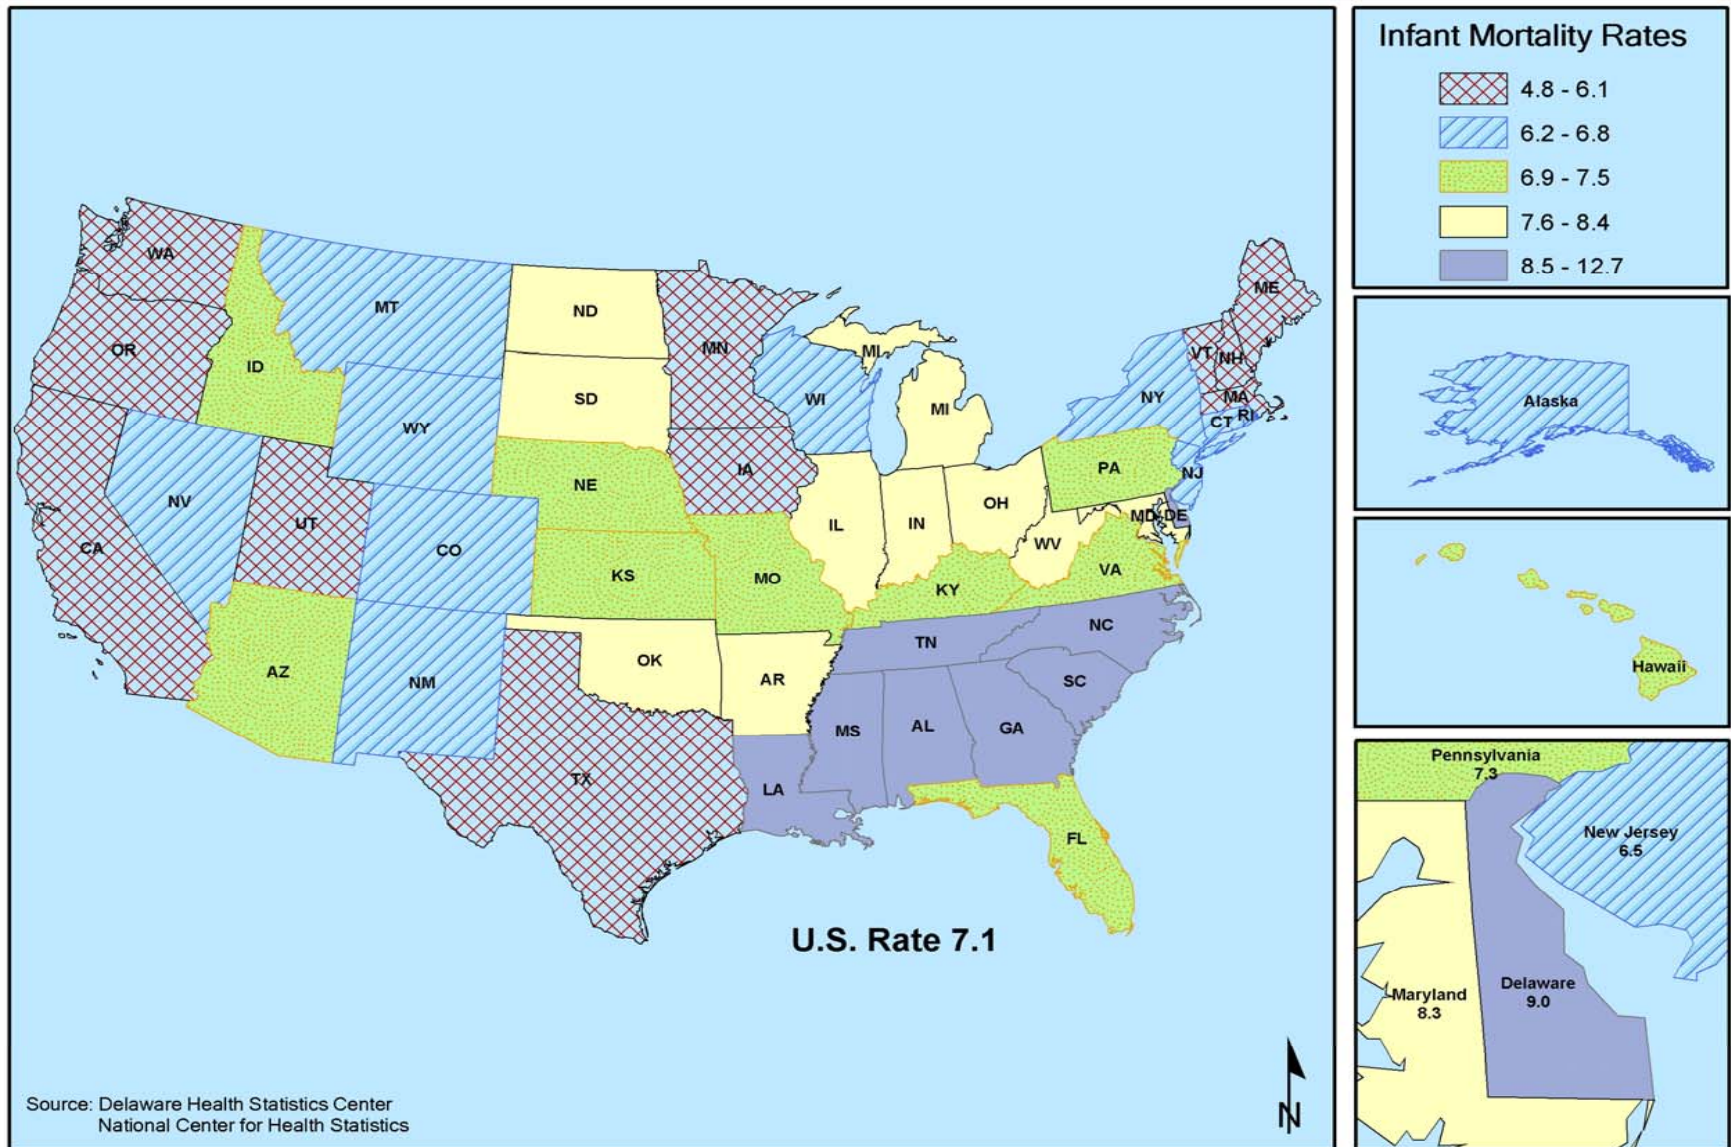 Infant Mortality Rates
4.8 - 6.1
6.2 - 6.8
6.9 - 7.5
7.6 - 8.4
8.5 - 12.7
WA
MT
ND
MN
ME
OR
ID
SD
WI
MI
VT
NH
WY
MI
NY
MA
RI
CT
NV
UT
NE
IA
PA
NJ
CA
CO
IL
IN
OH
MD
DE
WV
KS
MO
KY
VA
AZ
NM
OK
AR
TN
NC
SC
TX
LA
MS
AL
GA
FL
U.S. Rate 7.1
N
Source: Delaware Health Statistics Center
National Center for Health Statistics
Alaska
Hawaii
Pennsylvania
7.3
New Jersey
6.5
Maryland
8.3
Delaware
9.0